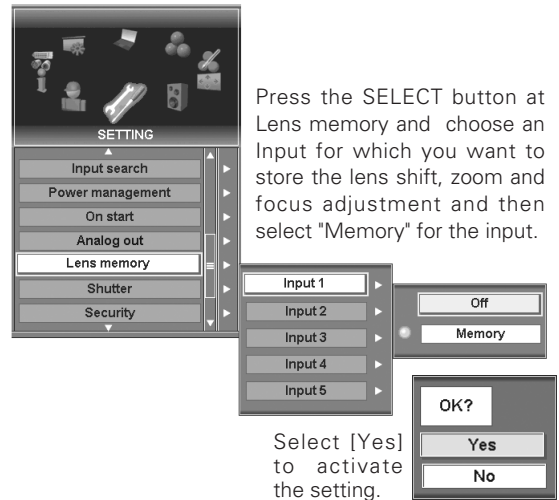 SETTING
Input search
Power management
On start
Analog out
Lens memory
Shutter
Security
Press the SELECT button at
Lens memory and choose an
Input for which you want to
store the lens shift, zoom and
focus adjustment and then
select "Memory" for the input.
Input 1
Input 2
Input 3
Input 4
Input 5
Off
Memory
OK?
Yes
No
Select [Yes]
to activate
the setting.